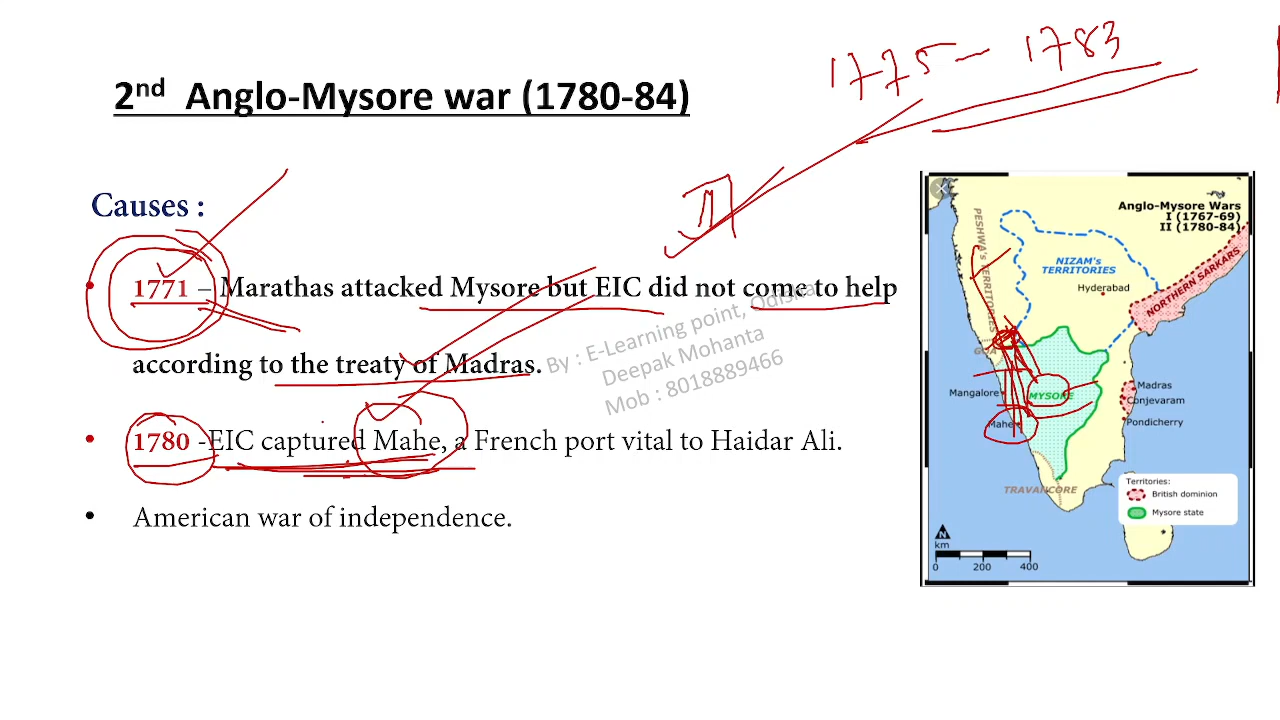 1775 - 1783
2nd Anglo-Mysore war (1780-84)
II
Causes :
• 1771 – Marathas attacked Mysore but EIC did not come to help
according to the treaty of Madras.
• 1780 -EIC captured Mahe, a French port vital to Haidar Ali.
• American war of independence.
By : E-Learning point, Odisha
Deepak Mohanta
Mob : 8018889466
Anglo-Mysore Wars
I (1767-69)
II (1780-84)
PESHWA's TERRITORIES
NIZAM's
TERRITORIES
Hyderabad
NORTHERN SARKARS
GOA
Mangalore
MYSORE
Madras
Conjevaram
Mahe
Pondicherry
TRAVANCORE
Territories:
British dominion
Mysore state
N
km
0 200 400